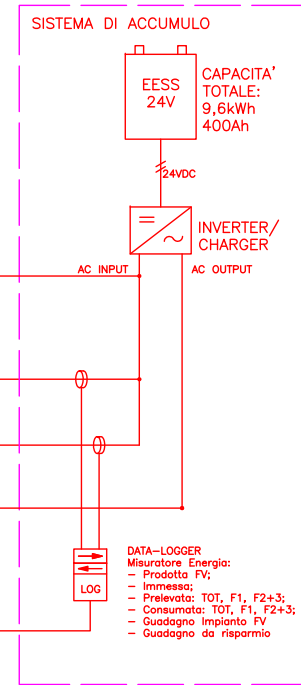 SISTEMA DI ACCUMULO
EESS
24V
CAPACITA'
TOTALE:
9,6kWh
400Ah
24VDC
INVERTER/
CHARGER
AC INPUT
AC OUTPUT
DATA-LOGGER
Misuratore Energia:
- Prodotta FV;
- Immessa;
- Prelevata: TOT, F1, F2+3;
- Consumata: TOT, F1, F2+3;
- Guadagno Impianto FV
- Guadagno da risparmio
LOG